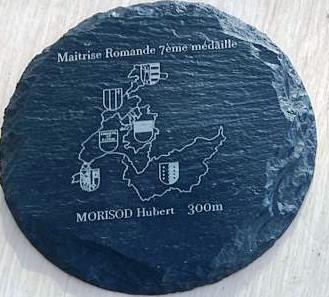 Maitrise Romande 7ème médaille
MORISOD Hubert 300m